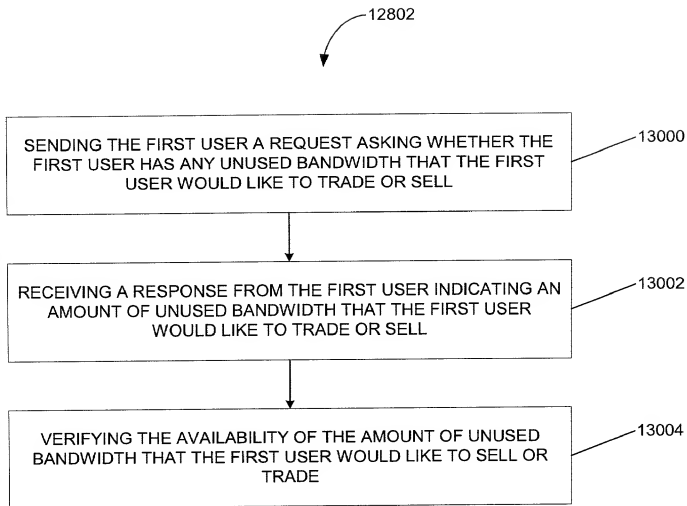 12802
SENDING THE FIRST USER A REQUEST ASKING WHETHER THE
FIRST USER HAS ANY UNUSED BANDWIDTH THAT THE FIRST
USER WOULD LIKE TO TRADE OR SELL
13000
RECEIVING A RESPONSE FROM THE FIRST USER INDICATING AN
AMOUNT OF UNUSED BANDWIDTH THAT THE FIRST USER
WOULD LIKE TO TRADE OR SELL
13002
VERIFYING THE AVAILABILITY OF THE AMOUNT OF UNUSED
BANDWIDTH THAT THE FIRST USER WOULD LIKE TO SELL OR
TRADE
13004